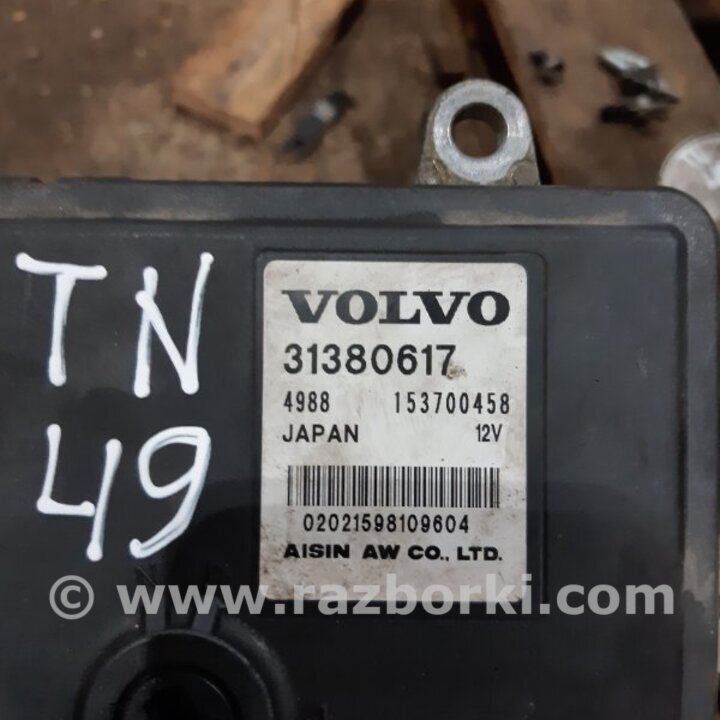 TN
49
VOLVO
31380617
4988 153700458
JAPAN 12V
02021598109604
AISIN AW CO., LTD.
© www.razborki.com